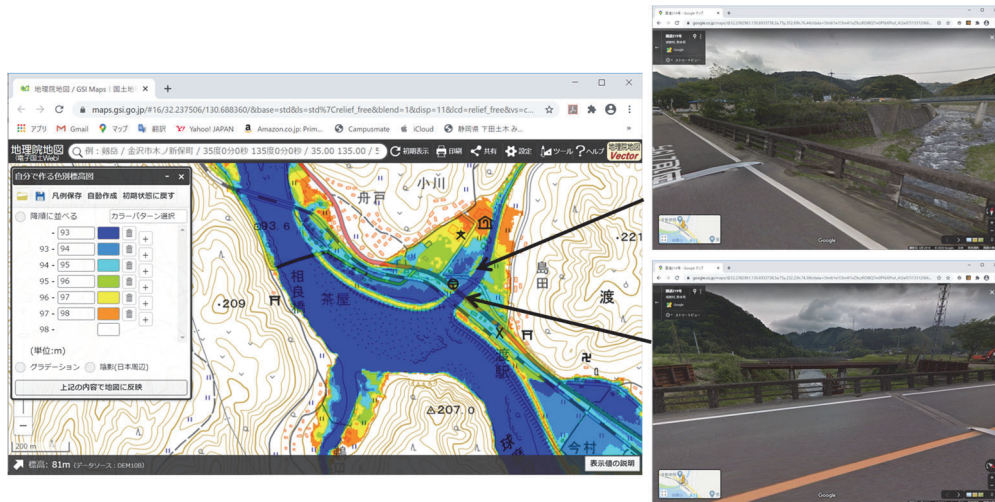 地理院地図 / GSI Maps | 国土地
maps.gsi.go.jp/#16/32.237506/130.688360/&base=std&ls=std%7Crelief_free&blend=1&disp=11&lcd=relief_free&vs=c...
アプリ Gmail マップ 翻訳 Yahoo! JAPAN Amazon.co.jp: Prim... Campusmate iCloud 静岡県 下田土木 み... »
地理院地図
(電子国土Web)
例:剱岳 / 金沢市木ノ新保町 / 35度0分0秒 135度0分0秒 / 35.00 135.00 / 5
初期表示 印刷 共有 設定 ツール ヘルプ
地理院地図
Vector
自分で作る色別標高図
凡例保存 自動作成 初期状態に戻す
降順に並べる カラーパターン選択
- 93
93 - 94
94 - 95
95 - 96
96 - 97
97 - 98
98 -
(単位:m)
グラデーション 陰影(日本周辺)
上記の内容で地図に反映
200 m
標高: 81m (データソース:DEM10B)
表示値の説明
舟戸
小川
93.6
相良橋
茶屋
209
221
島田
渡
渡駅
207.0
今村
球
Google
Google